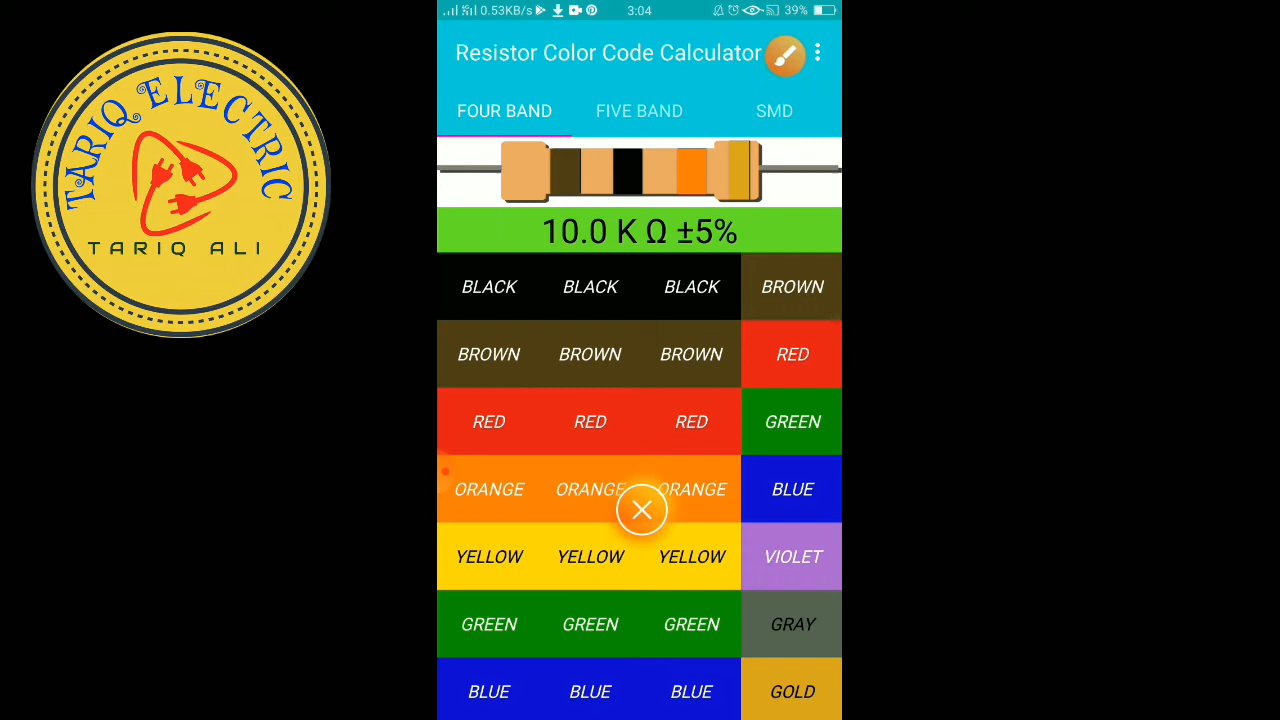 TARIQ ELECTRIC
TARIQ ALI
0.53KB/s 3:04 39%
Resistor Color Code Calculator
FOUR BAND FIVE BAND SMD
10.0 K Ω ±5%
BLACK BLACK BLACK BROWN
BROWN BROWN BROWN RED
RED RED RED GREEN
ORANGE ORANGE ORANGE BLUE
YELLOW YELLOW YELLOW VIOLET
GREEN GREEN GREEN GRAY
BLUE BLUE BLUE GOLD